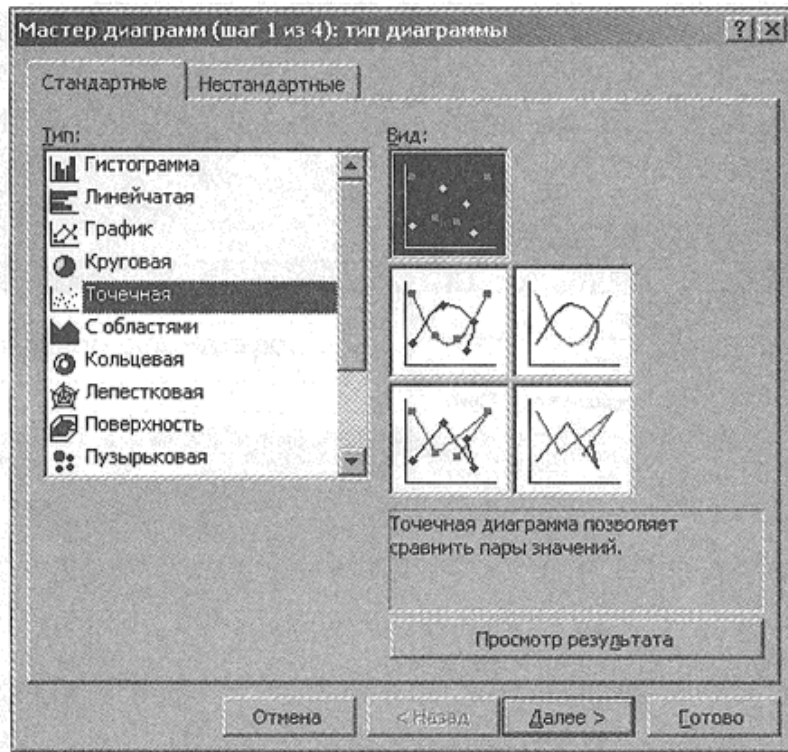 Мастер диаграмм (шаг 1 из 4): тип диаграммы
Стандартные
Нестандартные
Тип:
Гистограмма
Линейчатая
График
Круговая
Точечная
С областями
Кольцевая
Лепестковая
Поверхность
Пузырьковая
Вид:
Точечная диаграмма позволяет
сравнить пары значений.
Просмотр результата
Отмена
< Назад
Далее >
Готово